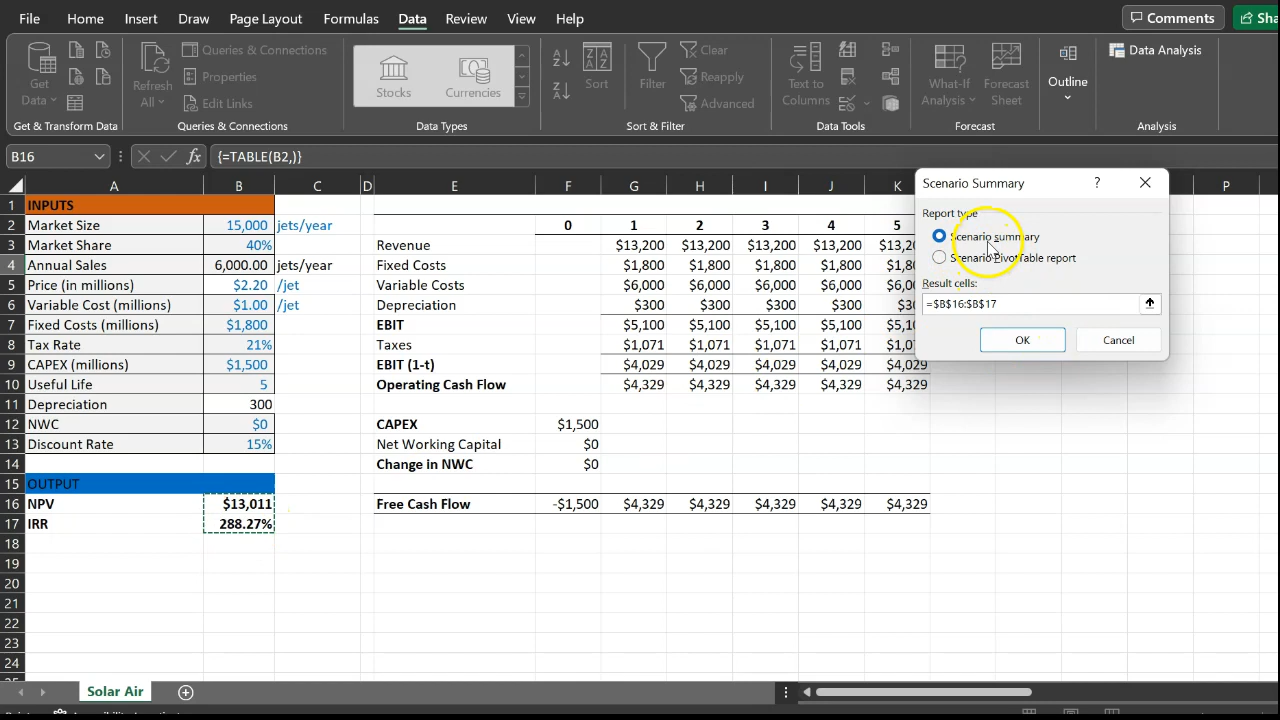 File Home Insert Draw Page Layout Formulas Data Review View Help Comments Sha
Get Data
Refresh All
Queries & Connections
Properties
Edit Links
Stocks Currencies
Sort
Filter
Clear
Reapply
Advanced
Text to Columns
What-If Analysis
Forecast Sheet
Outline
Data Analysis
Get & Transform Data Queries & Connections Data Types Sort & Filter Data Tools Forecast Analysis
B16 fx {=TABLE(B2,)}
A B C D E F G H I J K P
1 INPUTS
2 Market Size 15,000 jets/year 0 1 2 3 4 5
3 Market Share 40% Revenue $13,200 $13,200 $13,200 $13,200
4 Annual Sales 6,000.00 jets/year Fixed Costs $1,800 $1,800 $1,800 $1,800
5 Price (in millions) $2.20 /jet Variable Costs $6,000 $6,000 $6,000 $6,000
6 Variable Cost (millions) $1.00 /jet Depreciation $300 $300 $300 $300
7 Fixed Costs (millions) $1,800 EBIT $5,100 $5,100 $5,100 $5,100
8 Tax Rate 21% Taxes $1,071 $1,071 $1,071 $1,071
9 CAPEX (millions) $1,500 EBIT (1-t) $4,029 $4,029 $4,029 $4,029 $4,029
10 Useful Life 5 Operating Cash Flow $4,329 $4,329 $4,329 $4,329 $4,329
11 Depreciation 300
12 NWC $0 CAPEX $1,500
13 Discount Rate 15% Net Working Capital $0
14 Change in NWC $0
15 OUTPUT
16 NPV $13,011 Free Cash Flow -$1,500 $4,329 $4,329 $4,329 $4,329 $4,329
17 IRR 288.27%
18
19
20
21
22
23
24
Scenario Summary ?
Report type
Scenario summary
Scenario PivotTable report
Result cells:
=$B$16:$B$17
OK Cancel
Solar Air